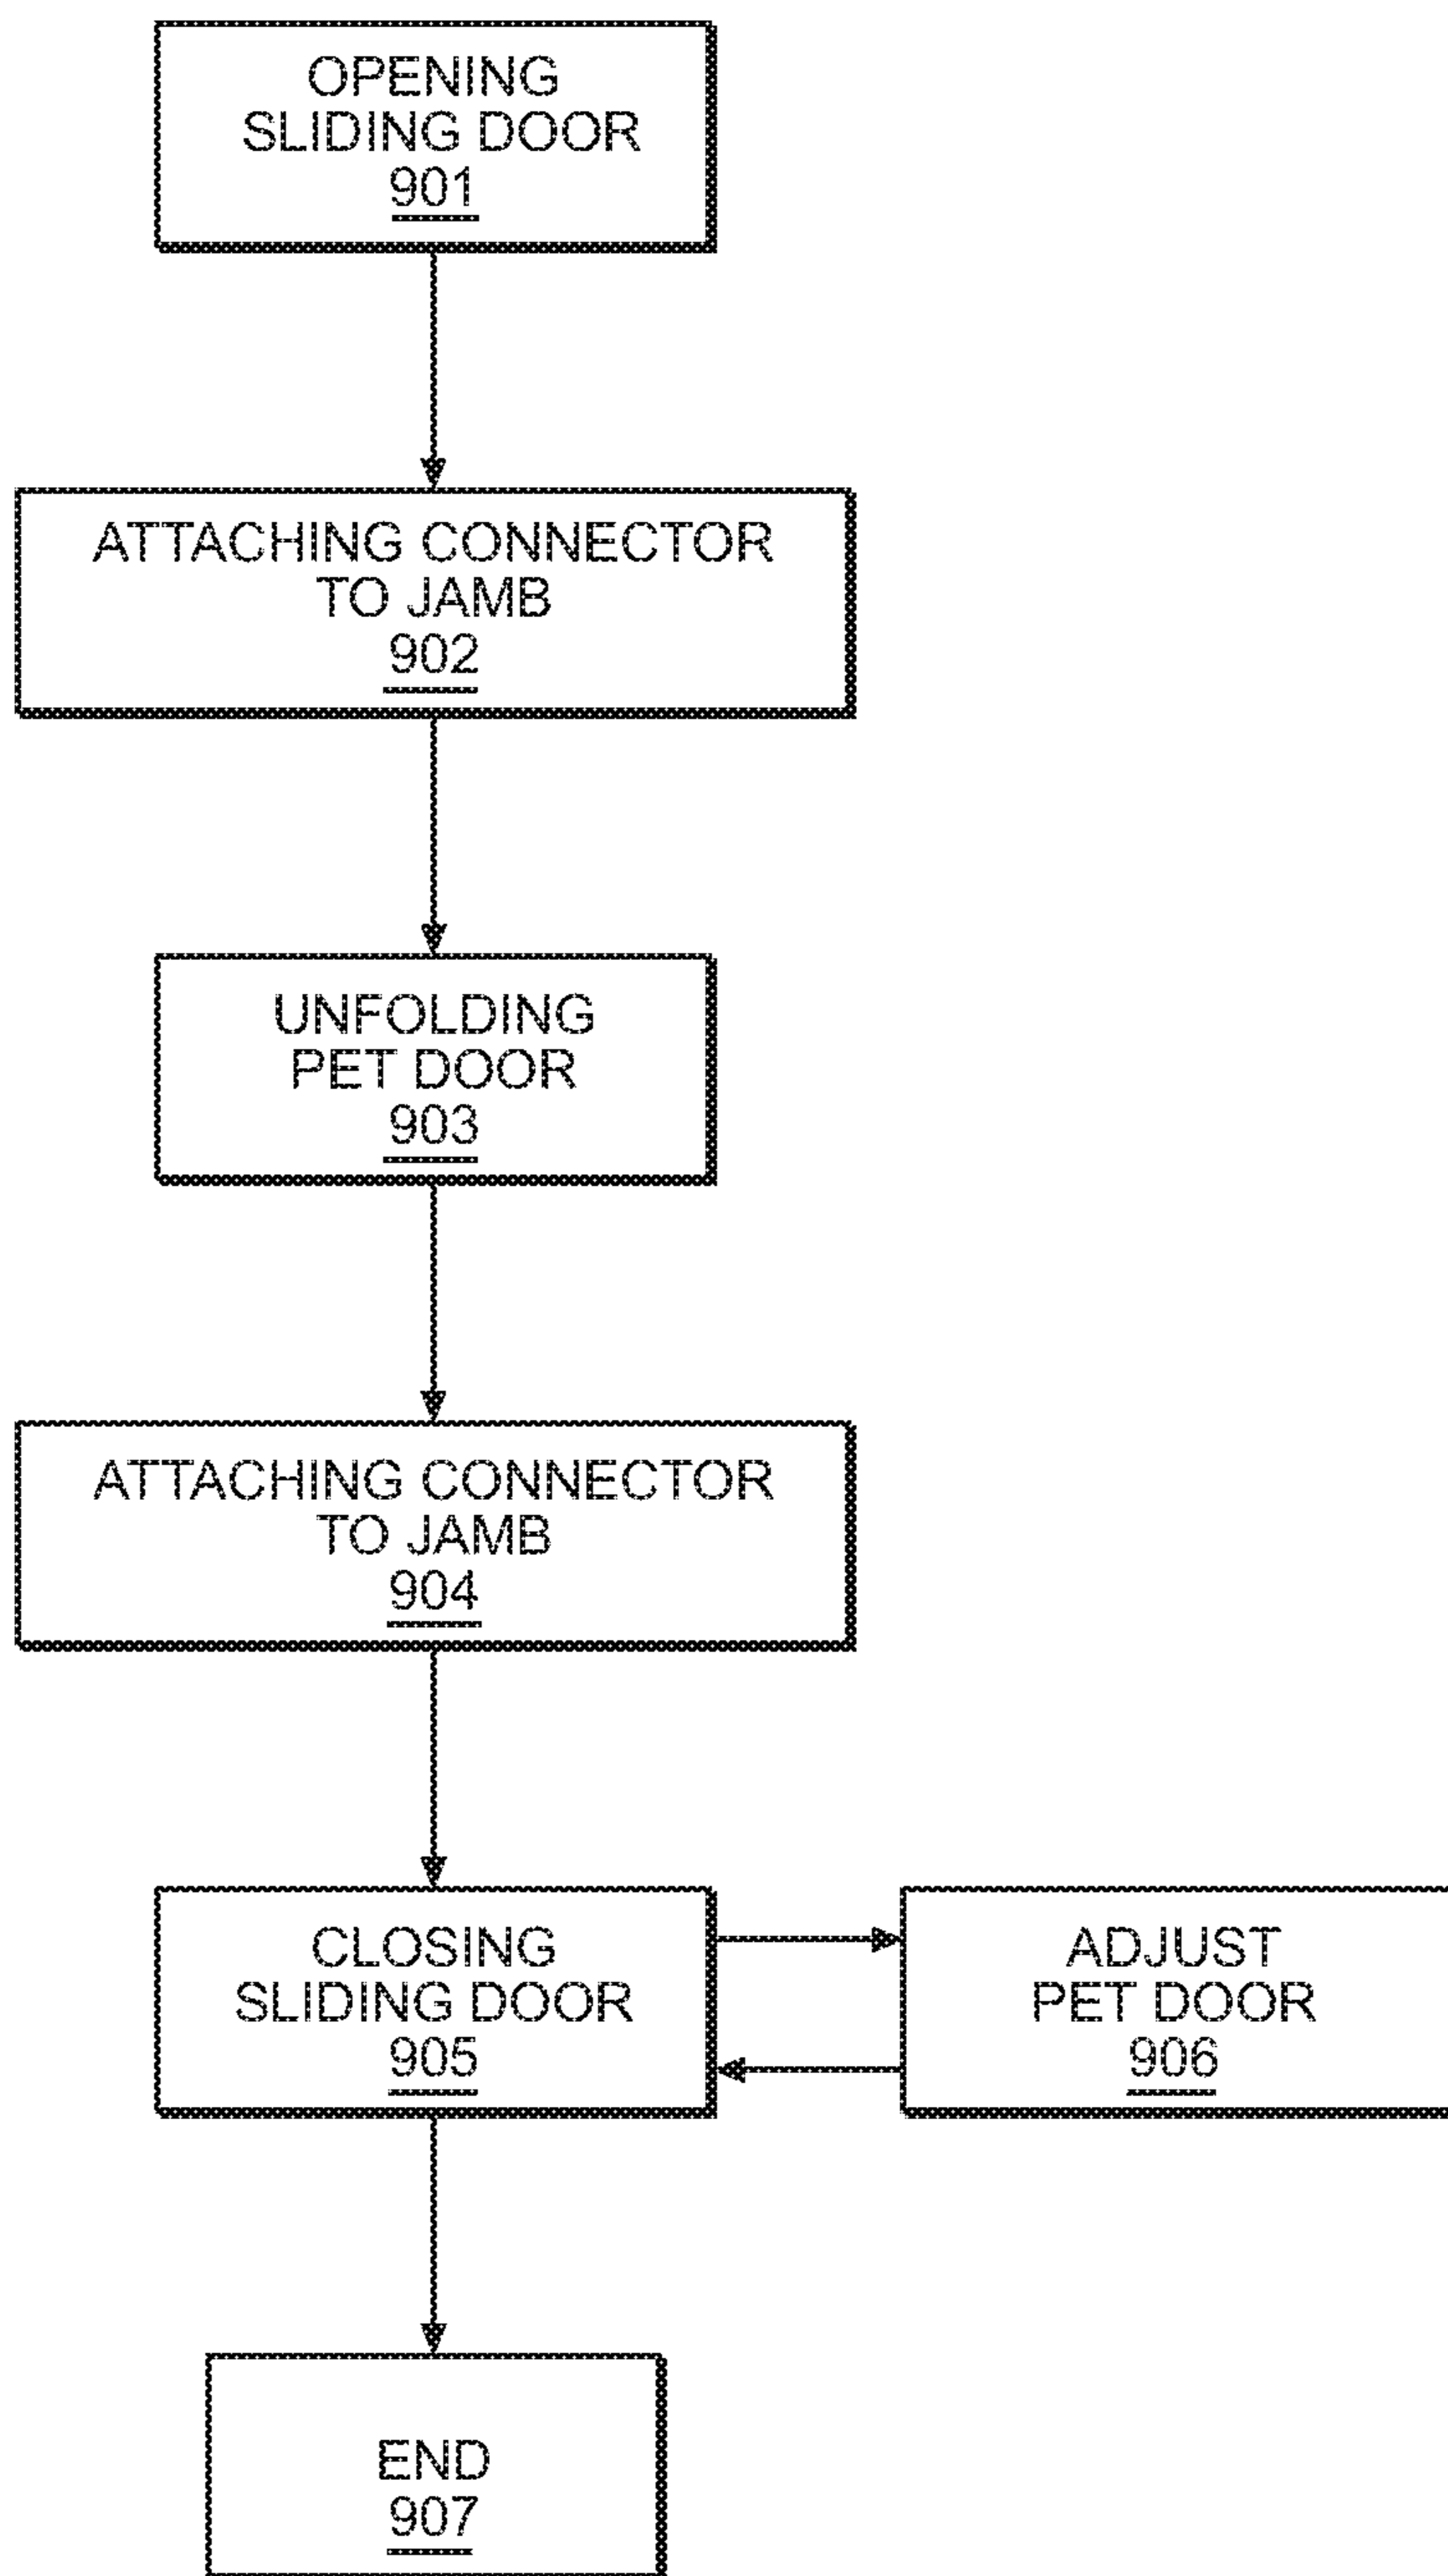 OPENING
SLIDING DOOR
901
ATTACHING CONNECTOR
TO JAMB
902
UNFOLDING
PET DOOR
903
ATTACHING CONNECTOR
TO JAMB
904
CLOSING
SLIDING DOOR
905
ADJUST
PET DOOR
906
END
907